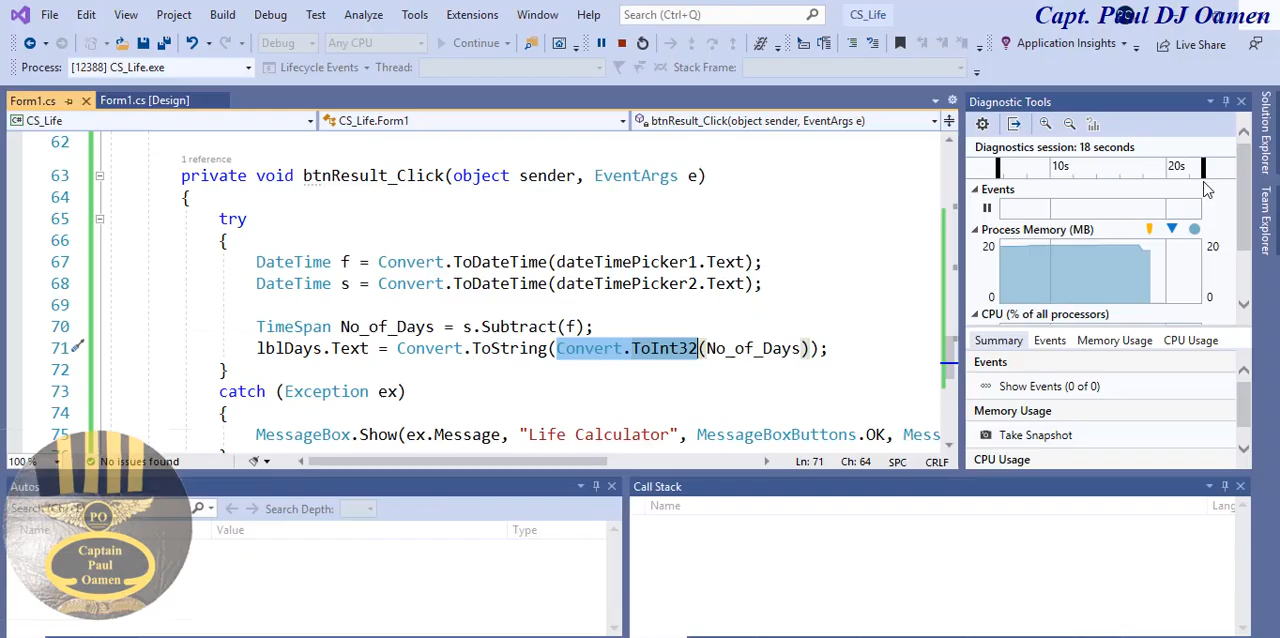 File Edit View Project Build Debug Test Analyze Tools Extensions Window Help Search (Ctrl+Q) CS_Life
Capt. Paul DJ Oamen
Debug Any CPU Continue Application Insights Live Share
Process: [12388] CS_Life.exe Lifecycle Events Thread: Stack Frame:
Form1.cs Form1.cs [Design]
CS_Life CS_Life.Form1 btnResult_Click(object sender, EventArgs e)
62
1 reference
63 private void btnResult_Click(object sender, EventArgs e)
64 {
65 try
66 {
67 DateTime f = Convert.ToDateTime(dateTimePicker1.Text);
68 DateTime s = Convert.ToDateTime(dateTimePicker2.Text);
69
70 TimeSpan No_of_Days = s.Subtract(f);
71 lblDays.Text = Convert.ToString(Convert.ToInt32(No_of_Days));
72 }
73 catch (Exception ex)
74 {
75 MessageBox.Show(ex.Message, "Life Calculator", MessageBoxButtons.OK, Mess
100 % No issues found Ln: 71 Ch: 64 SPC CRLF
Diagnostic Tools
Diagnostics session: 18 seconds
10s 20s
Events
Process Memory (MB)
20 20
0 0
CPU (% of all processors)
Summary Events Memory Usage CPU Usage
Events
Show Events (0 of 0)
Memory Usage
Take Snapshot
CPU Usage
Solution Explorer
Team Explorer
Autos
Search Depth:
Name Value Type
Call Stack
Name Lang
PO
Captain
Paul
Oamen